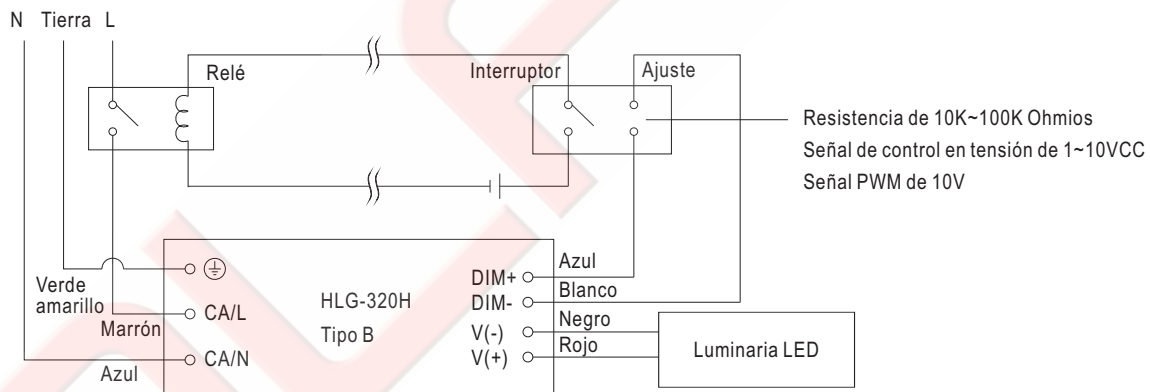 N Tierra L
Relé
Interruptor
Ajuste
Resistencia de 10K~100K Ohmios
Señal de control en tensión de 1~10VCC
Señal PWM de 10V
Verde
amarillo
Marrón
Azul
CA/L
CA/N
HLG-320H
Tipo B
DIM+
DIM-
V(-)
V(+)
Azul
Blanco
Negro
Rojo
Luminaria LED